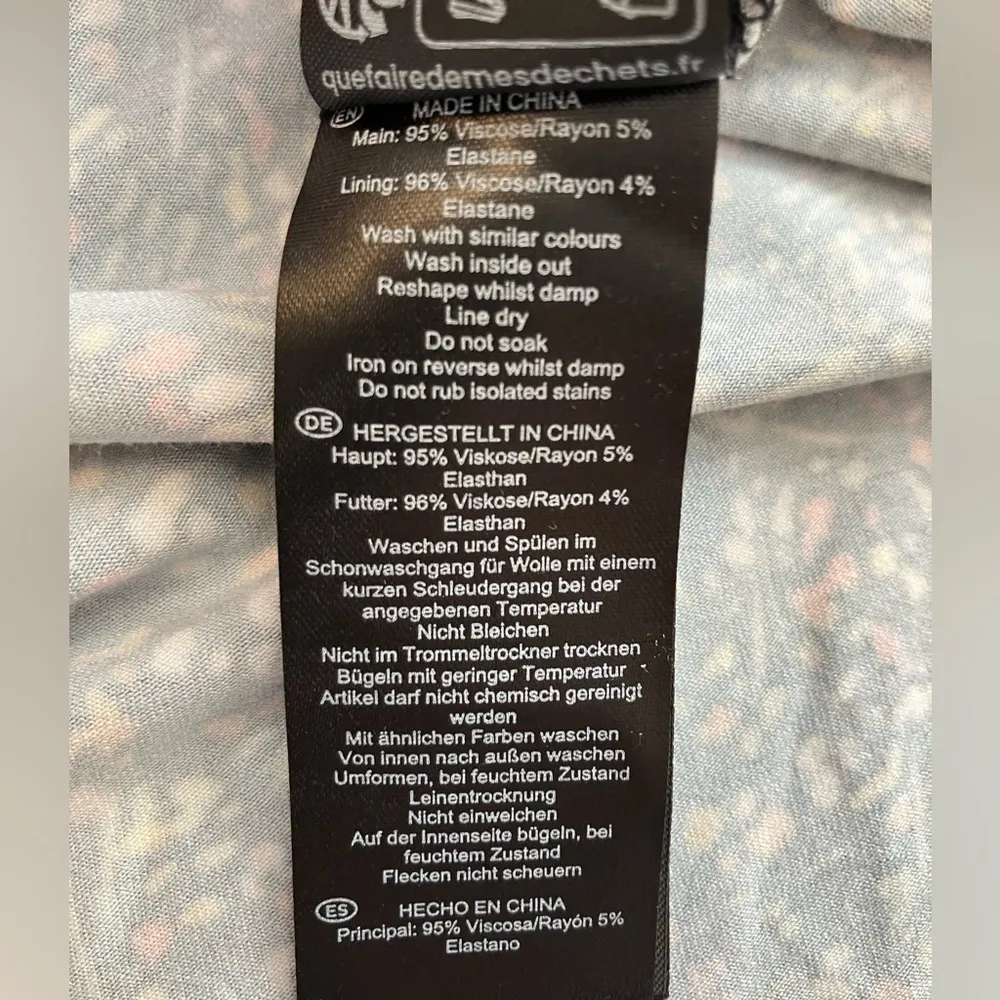 quefairedemesdechets.fr
EN MADE IN CHINA
Main: 95% Viscose/Rayon 5%
Elastane
Lining: 96% Viscose/Rayon 4%
Elastane
Wash with similar colours
Wash inside out
Reshape whilst damp
Line dry
Do not soak
Iron on reverse whilst damp
Do not rub isolated stains
DE HERGESTELLT IN CHINA
Haupt: 95% Viskose/Rayon 5%
Elasthan
Futter: 96% Viskose/Rayon 4%
Elasthan
Waschen und Spülen im
Schonwaschgang für Wolle mit einem
kurzen Schleudergang bei der
angegebenen Temperatur
Nicht Bleichen
Nicht im Trommeltrockner trocknen
Bügeln mit geringer Temperatur
Artikel darf nicht chemisch gereinigt
werden
Mit ähnlichen Farben waschen
Von innen nach außen waschen
Umformen, bei feuchtem Zustand
Leinentrocknung
Nicht einweichen
Auf der Innenseite bügeln, bei
feuchtem Zustand
Flecken nicht scheuern
ES HECHO EN CHINA
Principal: 95% Viscosa/Rayón 5%
Elastano